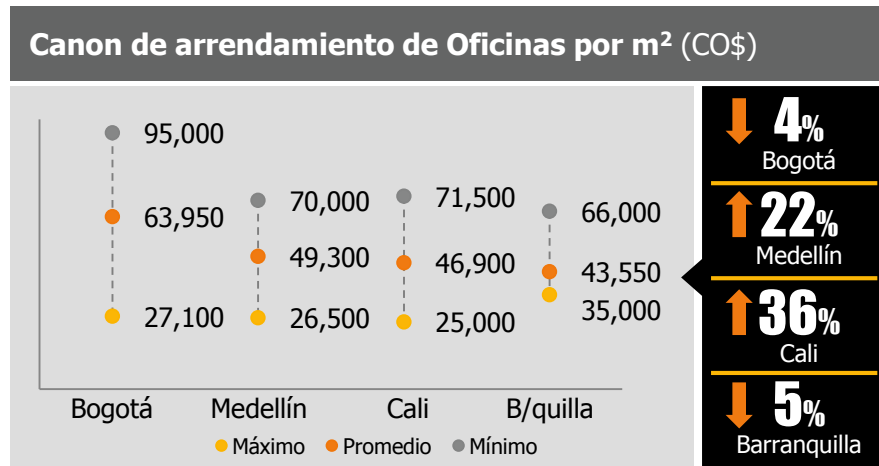 Canon de arrendamiento de Oficinas por m² (CO$)
95,000
63,950
27,100
70,000
49,300
26,500
71,500
46,900
25,000
66,000
43,550
35,000
Bogotá Medellín Cali B/quilla
Máximo Promedio Mínimo
4%
Bogotá
22%
Medellín
36%
Cali
5%
Barranquilla